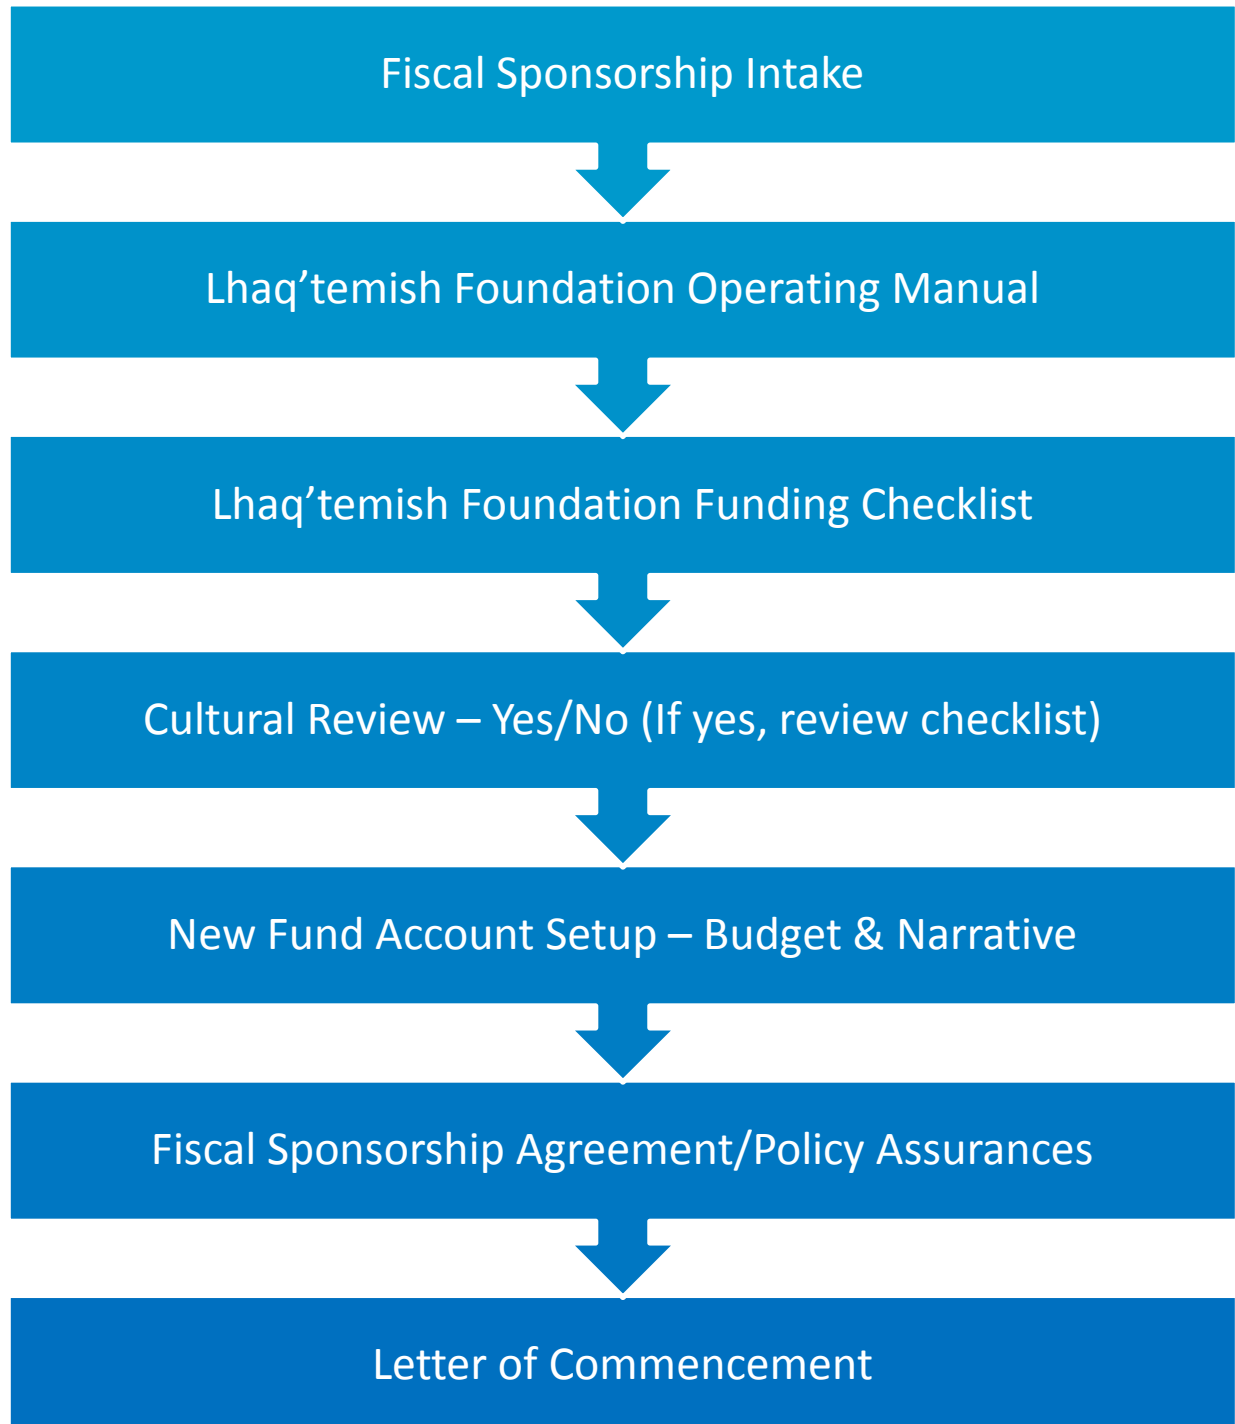 Fiscal Sponsorship Intake
Lhaq’temish Foundation Operating Manual
Lhaq’temish Foundation Funding Checklist
Cultural Review – Yes/No (If yes, review checklist)
New Fund Account Setup – Budget & Narrative
Fiscal Sponsorship Agreement/Policy Assurances
Letter of Commencement